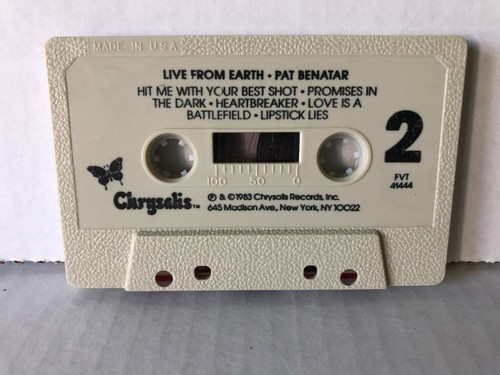 MADE IN U.S.A.
LIVE FROM EARTH • PAT BENATAR
HIT ME WITH YOUR BEST SHOT • PROMISES IN
THE DARK • HEARTBREAKER • LOVE IS A
BATTLEFIELD • LIPSTICK LIES
2
FVT
41444
100 50 0
Chrysalis™
℗ & © 1983 Chrysalis Records, Inc.
645 Madison Ave., New York, NY 10022